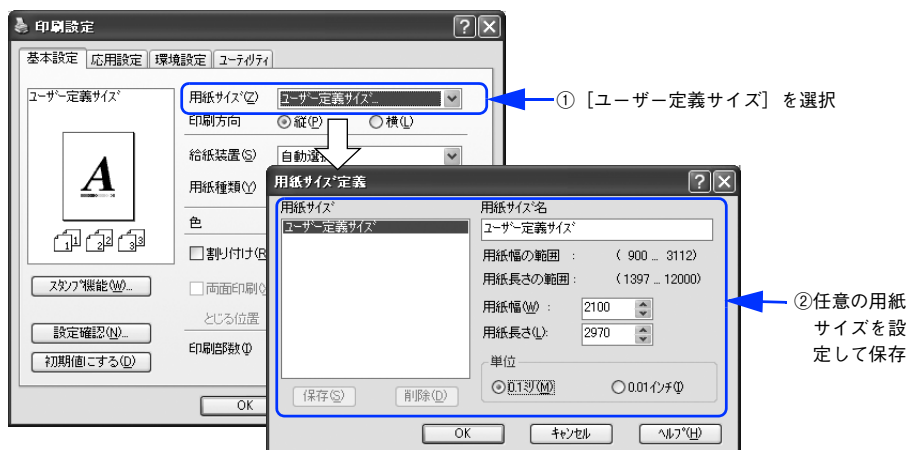 印刷設定
基本設定 応用設定 環境設定 ユーティリティ
ユーザー定義サイズ
用紙サイズ(Z) ユーザー定義サイズ...
①［ユーザー定義サイズ］を選択
印刷方向 縦(P) 横(L)
給紙装置(S)
用紙種類(Y)
色
割り付け(R
両面印刷(
とじる位置
印刷部数(I)
A
1 1 2 2 3 3
スタンプ機能(W)...
設定確認(N)...
初期値にする(D)
OK
用紙サイズ定義
用紙サイズ 用紙サイズ名
ユーザー定義サイズ ユーザー定義サイズ
用紙幅の範囲 : ( 900 ... 3112)
用紙長さの範囲 : (1397 ... 12000)
用紙幅(W) : 2100
用紙長さ(L): 2970
単位
0.1ミリ(M) 0.01インチ(I)
保存(S) 削除(D)
OK キャンセル ヘルプ(H)
②任意の用紙
サイズを設
定して保存